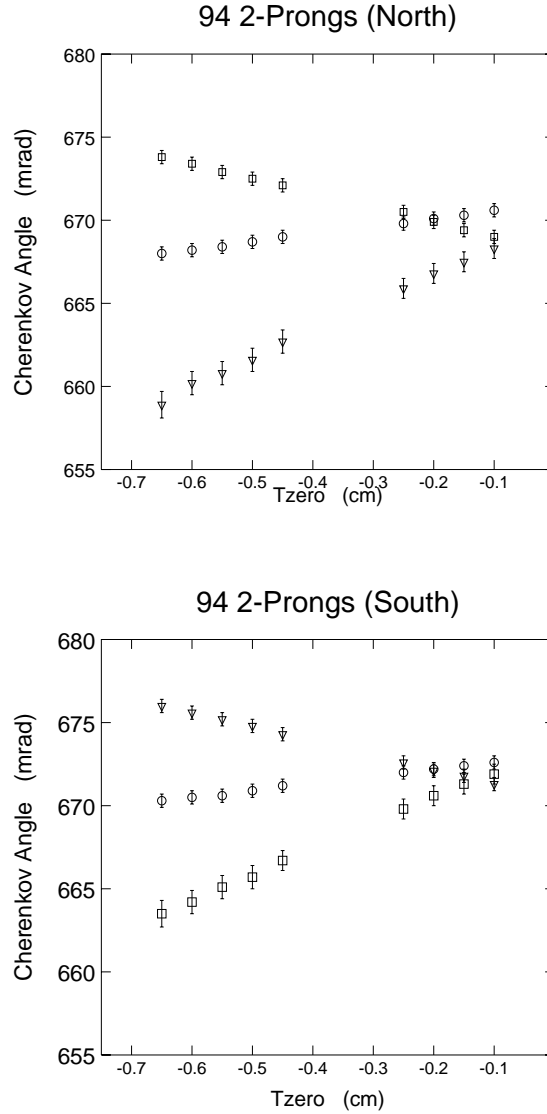 94 2-Prongs (North)
680
675
670
665
660
655
Cherenkov Angle (mrad)
-0.7 -0.6 -0.5 -0.4 -0.3 -0.2 -0.1
Tzero (cm)
94 2-Prongs (South)
680
675
670
665
660
655
Cherenkov Angle (mrad)
-0.7 -0.6 -0.5 -0.4 -0.3 -0.2 -0.1
Tzero (cm)